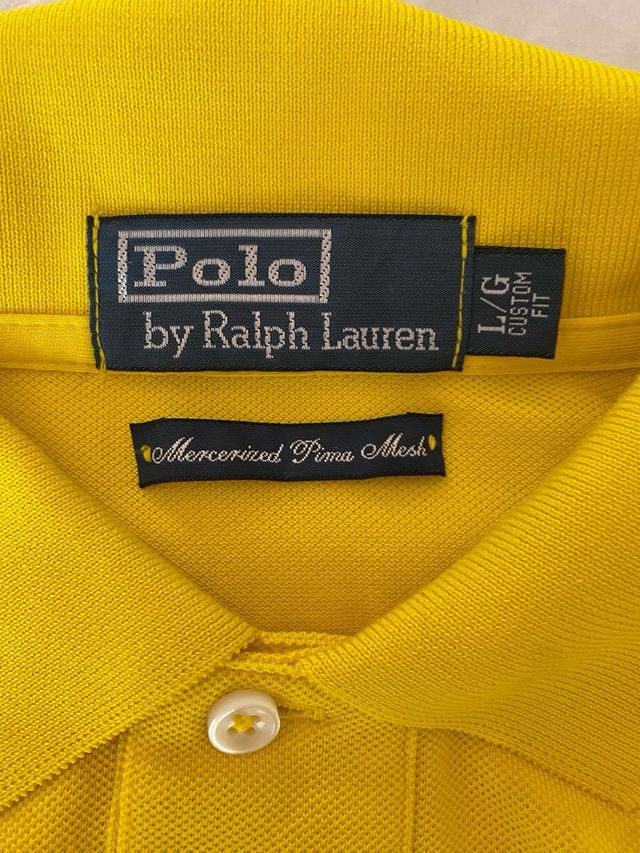 Polo
by Ralph Lauren
L/G
CUSTOM
FIT
Mercerized Pima Mesh